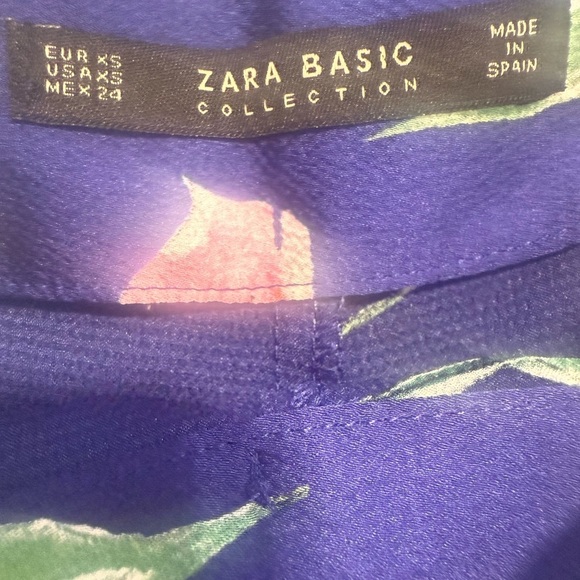 EUR XS
USA XS
MEX 24
ZARA BASIC
COLLECTION
MADE
IN
SPAIN